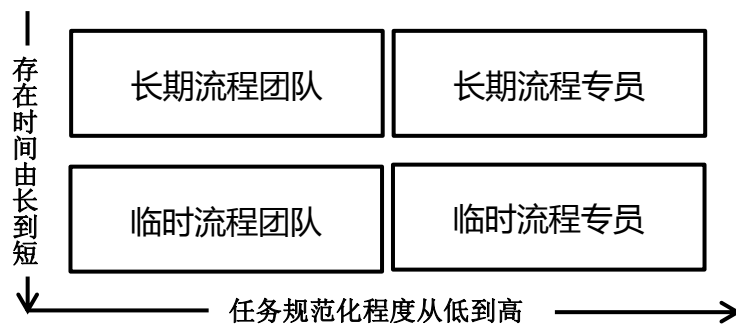 存在时间由长到短
长期流程团队
长期流程专员
临时流程团队
临时流程专员
任务规范化程度从低到高